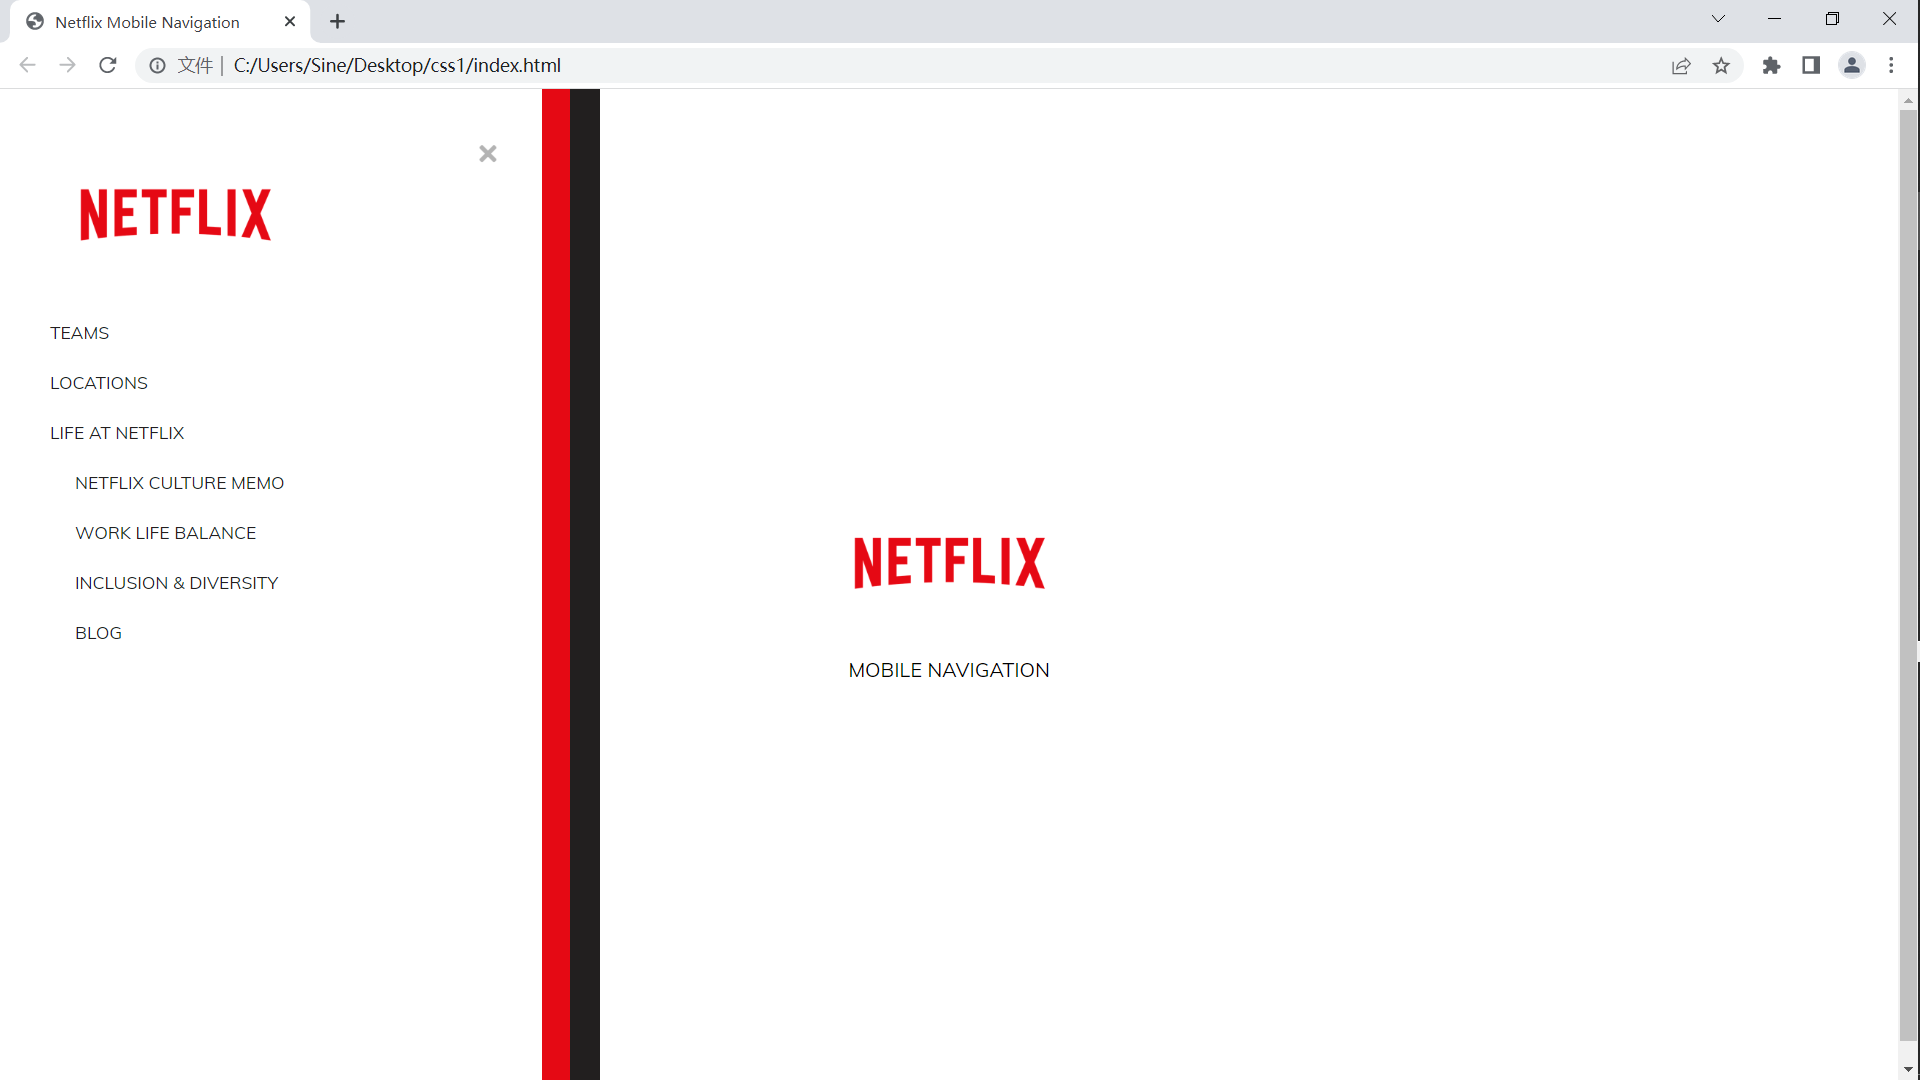 Netflix Mobile Navigation
文件 | C:/Users/Sine/Desktop/css1/index.html
NETFLIX
TEAMS
LOCATIONS
LIFE AT NETFLIX
NETFLIX CULTURE MEMO
WORK LIFE BALANCE
INCLUSION & DIVERSITY
BLOG
NETFLIX
MOBILE NAVIGATION